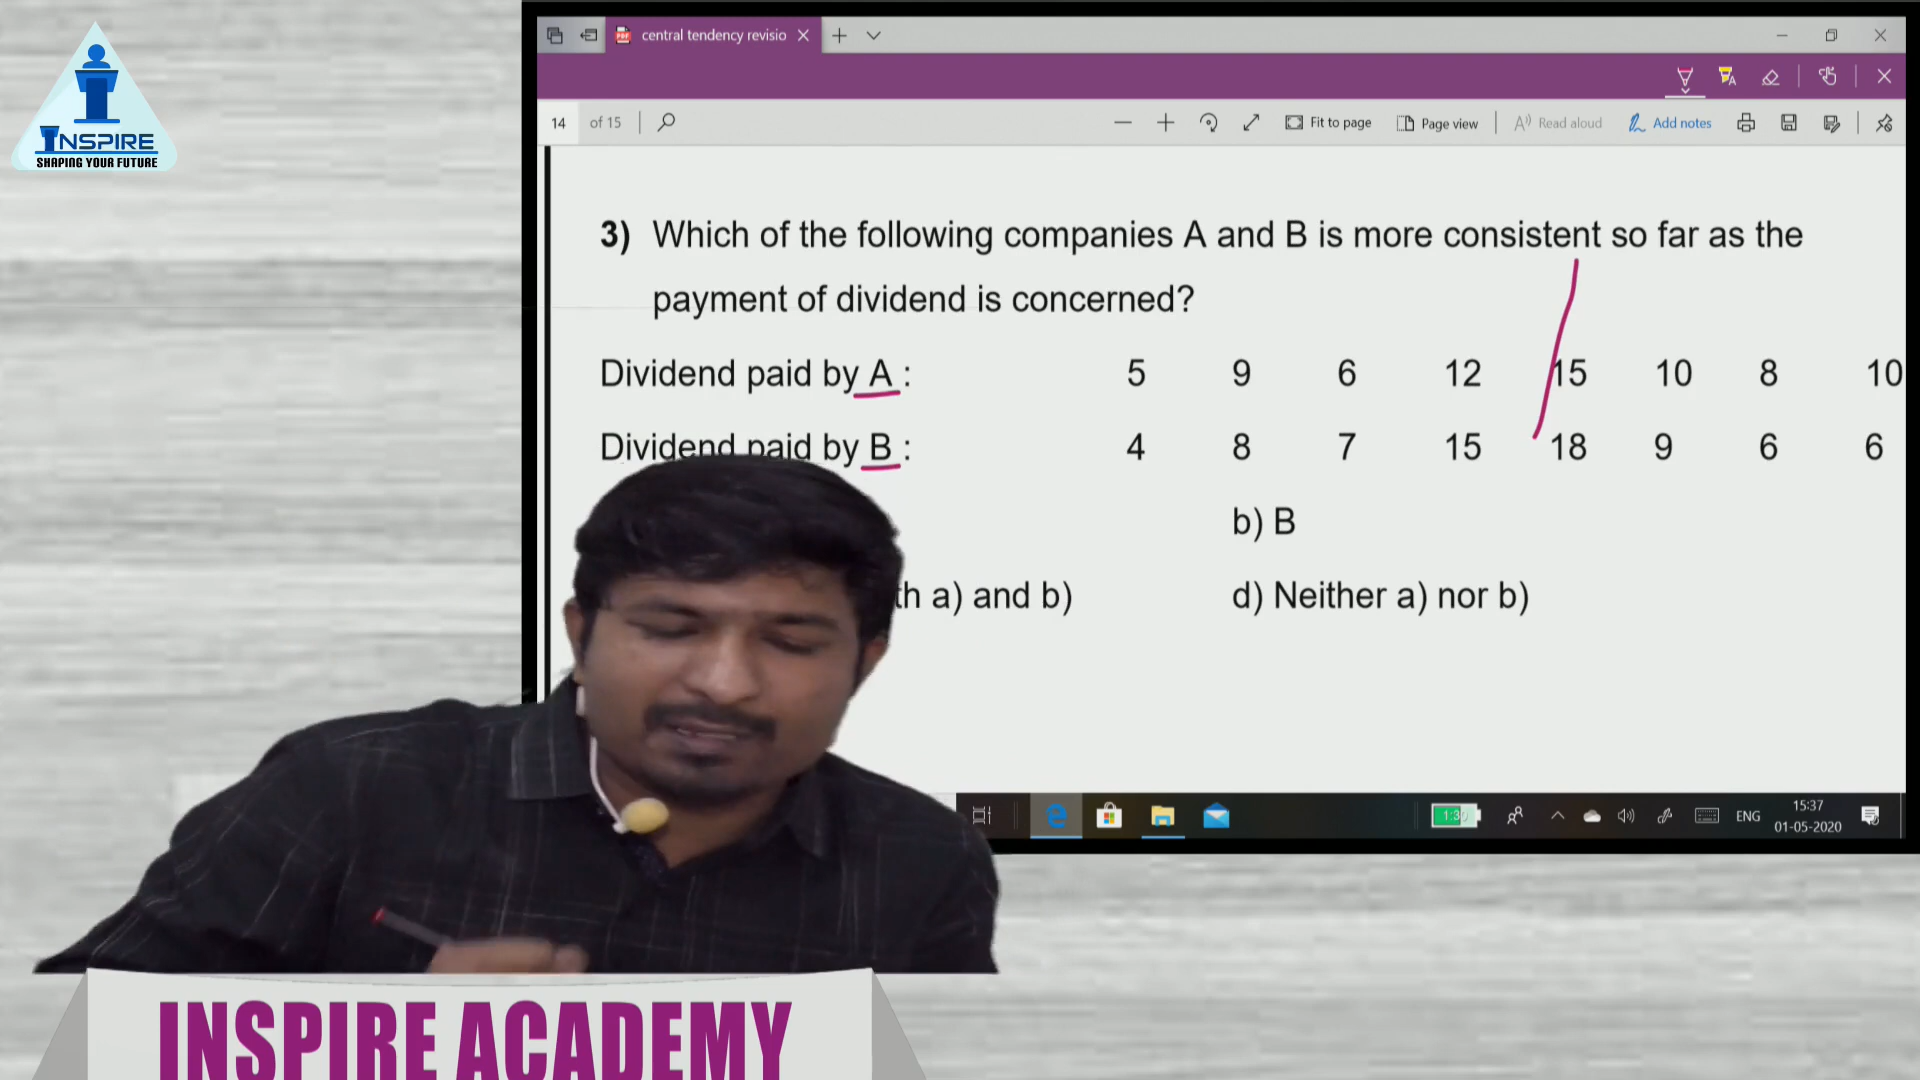 INSPIRE
SHAPING YOUR FUTURE
central tendency revisio
14 of 15
Fit to page
Page view
Read aloud
Add notes
3) Which of the following companies A and B is more consistent so far as the
payment of dividend is concerned?
Dividend paid by A : 5 9 6 12 15 10 8 10
Dividend paid by B : 4 8 7 15 18 9 6 6
b) B
a) and b)
d) Neither a) nor b)
1:30
ENG
15:37
01-05-2020
INSPIRE ACADEMY